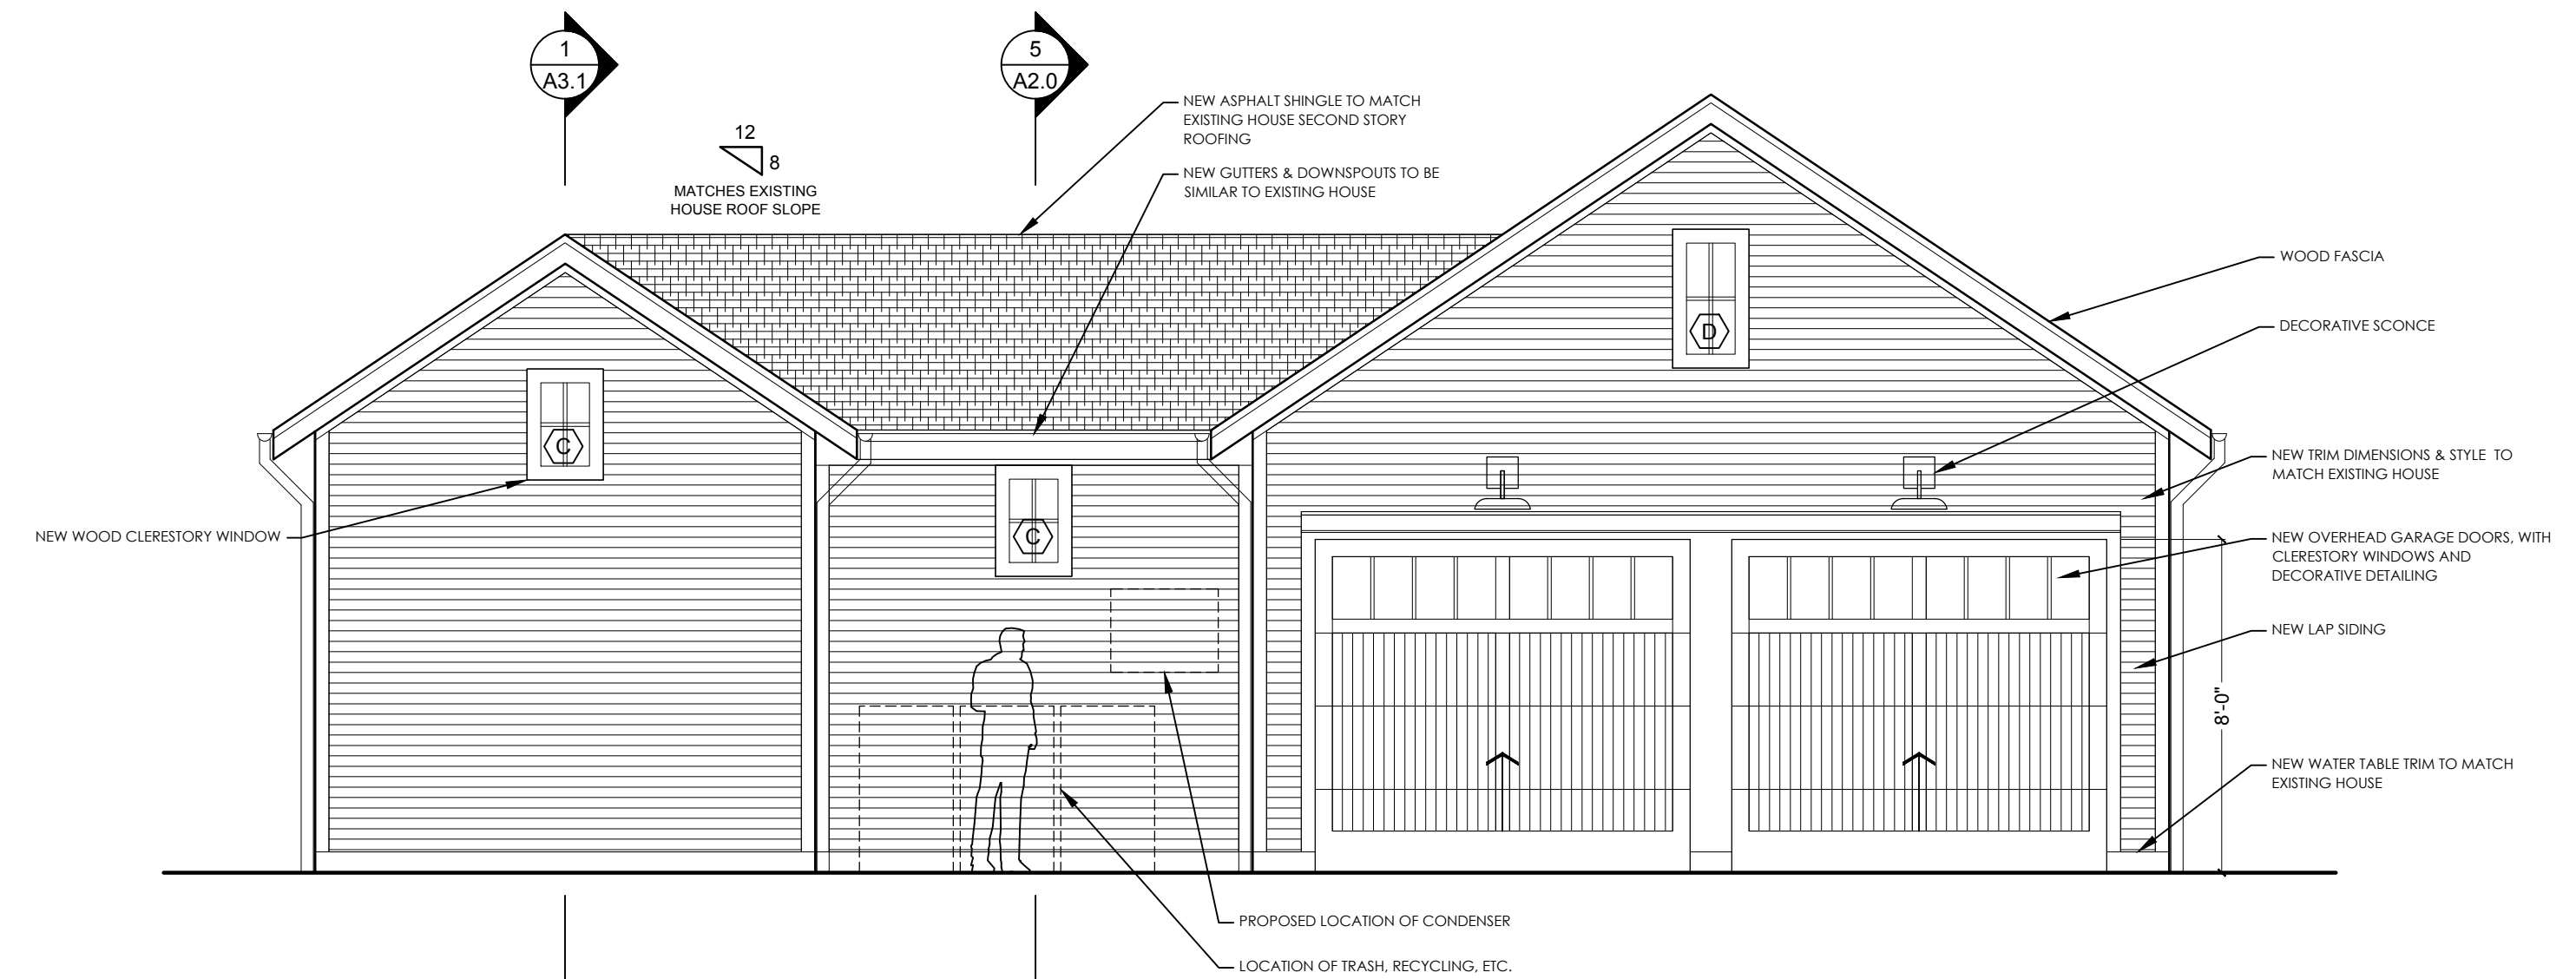 1
A3.1
5
A2.0
12
8
MATCHES EXISTING
HOUSE ROOF SLOPE
NEW ASPHALT SHINGLE TO MATCH
EXISTING HOUSE SECOND STORY
ROOFING
NEW GUTTERS & DOWNSPOUTS TO BE
SIMILAR TO EXISTING HOUSE
WOOD FASCIA
DECORATIVE SCONCE
D
C
C
NEW TRIM DIMENSIONS & STYLE TO
MATCH EXISTING HOUSE
NEW WOOD CLERESTORY WINDOW
NEW OVERHEAD GARAGE DOORS, WITH
CLERESTORY WINDOWS AND
DECORATIVE DETAILING
NEW LAP SIDING
8'-0"
NEW WATER TABLE TRIM TO MATCH
EXISTING HOUSE
PROPOSED LOCATION OF CONDENSER
LOCATION OF TRASH, RECYCLING, ETC.